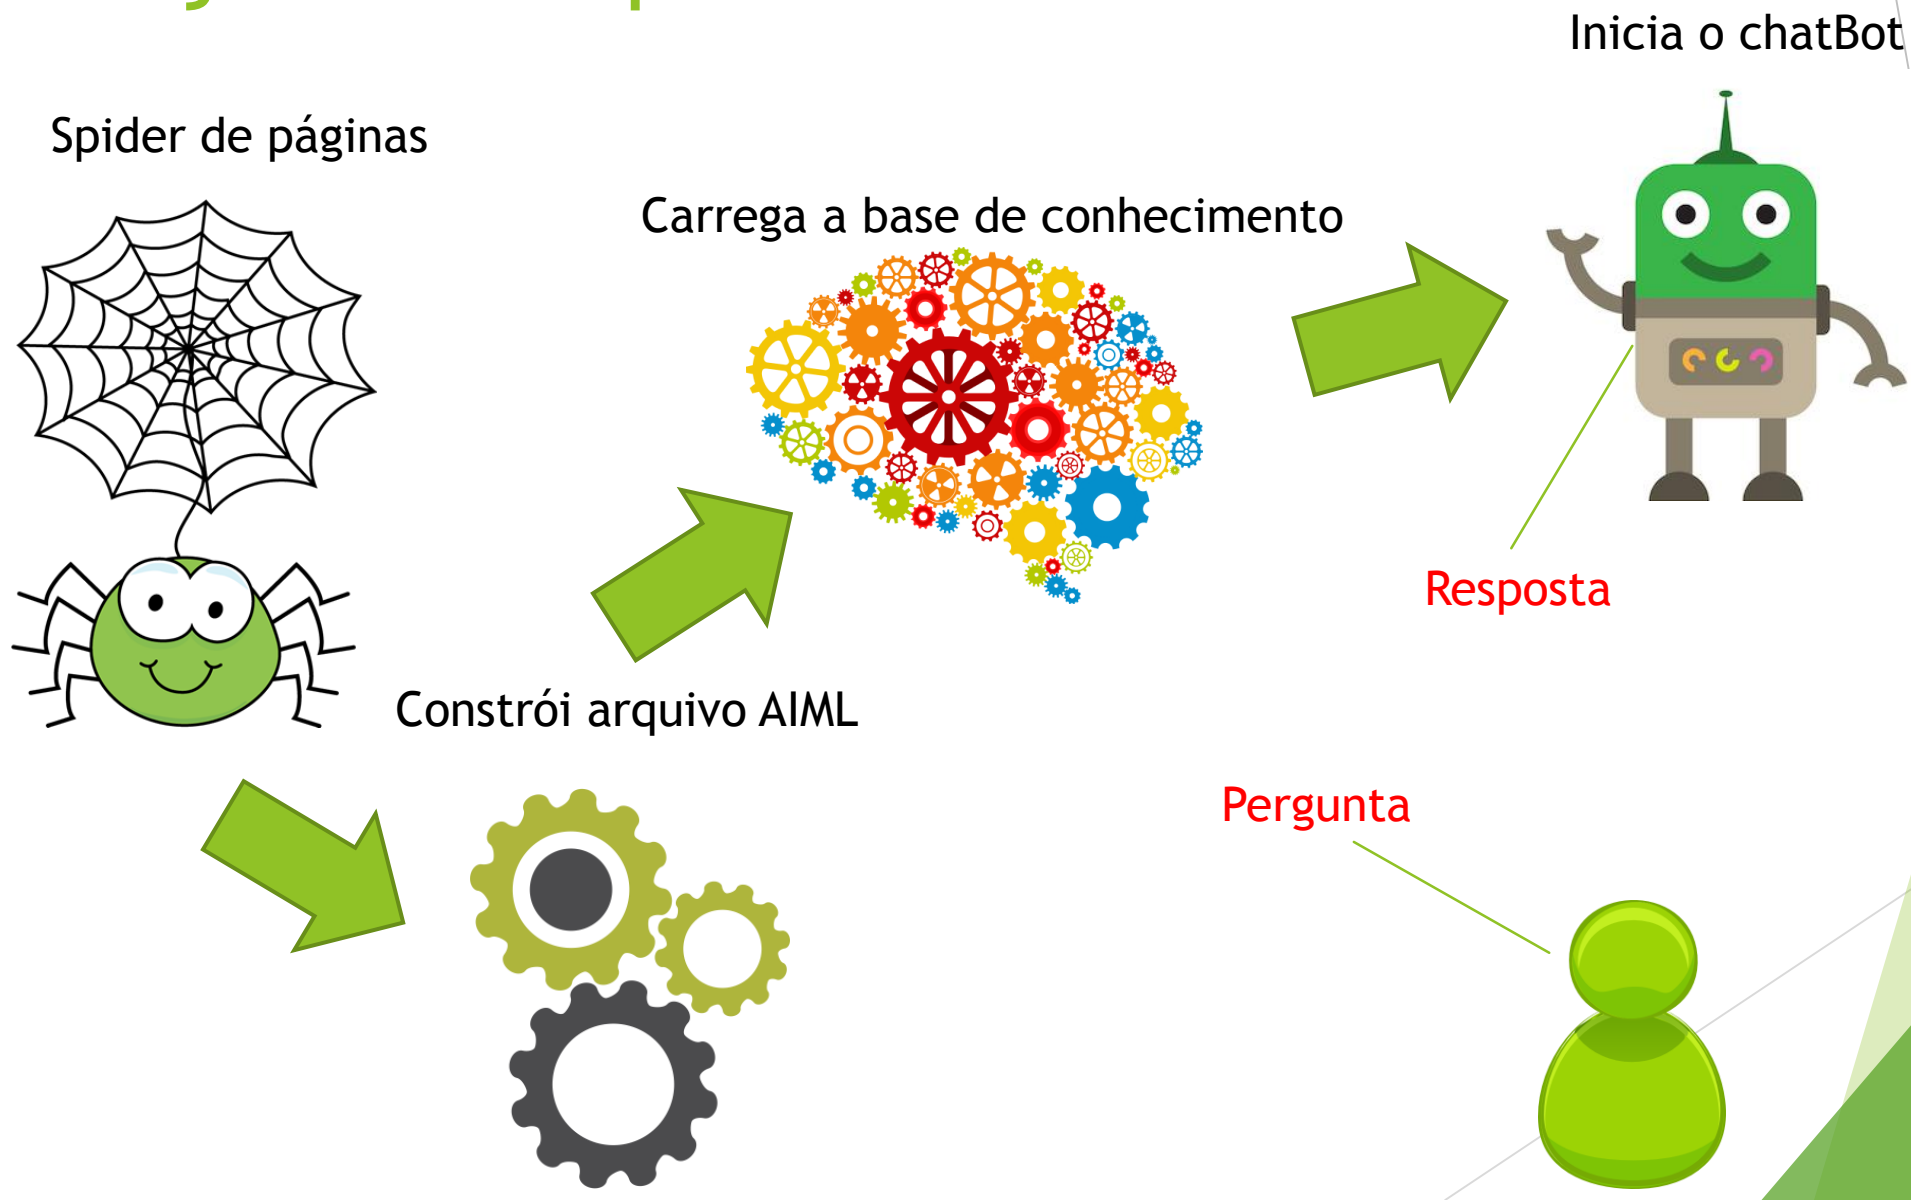 Inicia o chatBot
Spider de páginas
Carrega a base de conhecimento
Resposta
Constrói arquivo AIML
Pergunta